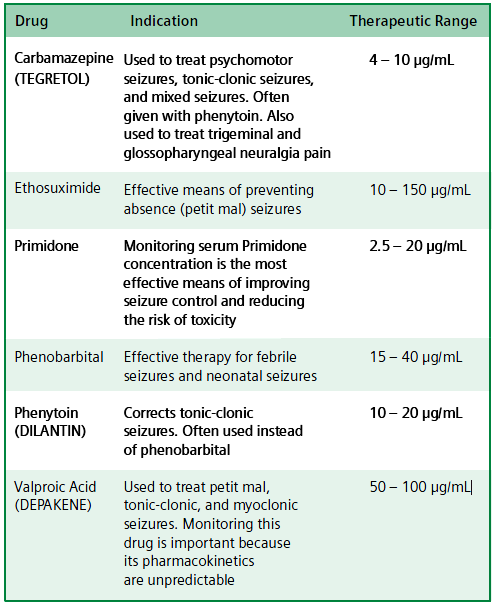 Drug Indication Therapeutic Range
Carbamazepine Used to treat psychomotor 4 – 10 µg/mL
(TEGRETOL) seizures, tonic-clonic seizures,
and mixed seizures. Often
given with phenytoin. Also
used to treat trigeminal and
glossopharyngeal neuralgia pain
Ethosuximide Effective means of preventing 10 – 150 µg/mL
absence (petit mal) seizures
Primidone Monitoring serum Primidone 2.5 – 20 µg/mL
concentration is the most
effective means of improving
seizure control and reducing
the risk of toxicity
Phenobarbital Effective therapy for febrile 15 – 40 µg/mL
seizures and neonatal seizures
Phenytoin Corrects tonic-clonic 10 – 20 µg/mL
(DILANTIN) seizures. Often used instead
of phenobarbital
Valproic Acid Used to treat petit mal, 50 – 100 µg/mL
(DEPAKENE) tonic-clonic, and myoclonic
seizures. Monitoring this
drug is important because
its pharmacokinetics
are unpredictable